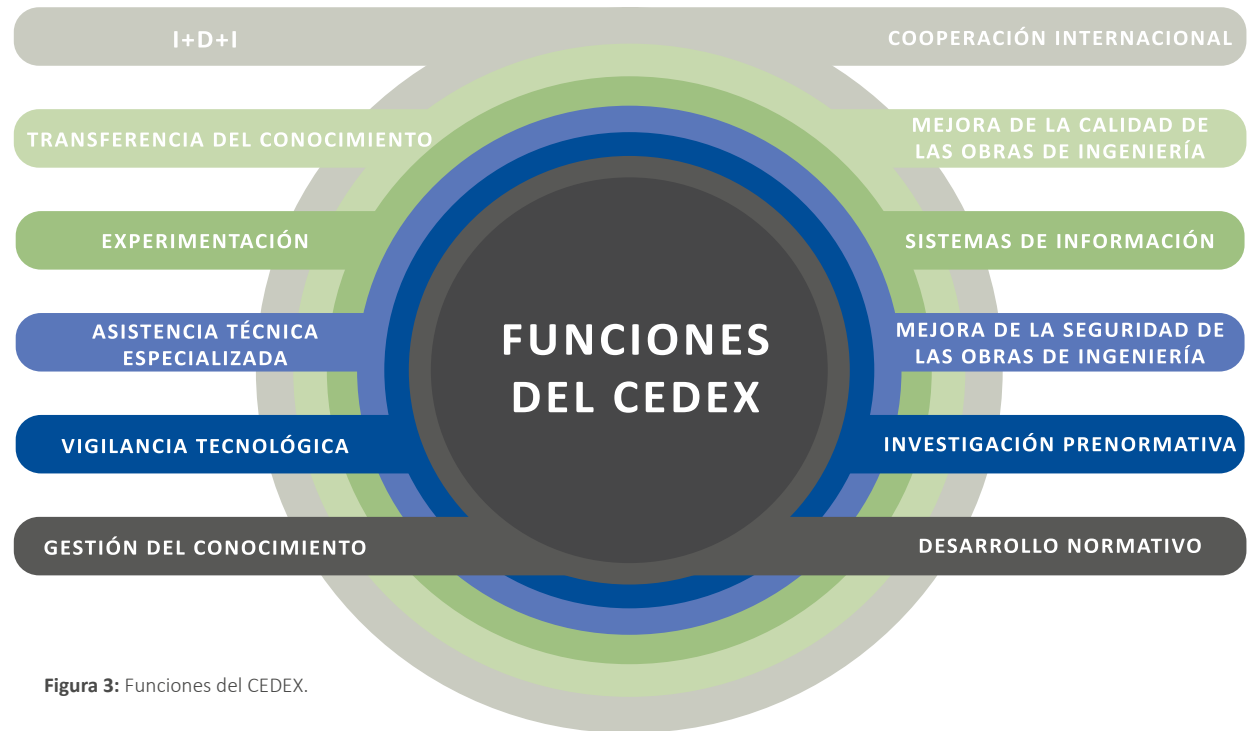 I+D+I
COOPERACIÓN INTERNACIONAL
TRANSFERENCIA DEL CONOCIMIENTO
MEJORA DE LA CALIDAD DE
LAS OBRAS DE INGENIERÍA
EXPERIMENTACIÓN
SISTEMAS DE INFORMACIÓN
ASISTENCIA TÉCNICA
ESPECIALIZADA
MEJORA DE LA SEGURIDAD DE
LAS OBRAS DE INGENIERÍA
FUNCIONES
DEL CEDEX
VIGILANCIA TECNOLÓGICA
INVESTIGACIÓN PRENORMATIVA
GESTIÓN DEL CONOCIMIENTO
DESARROLLO NORMATIVO
Figura 3: Funciones del CEDEX.